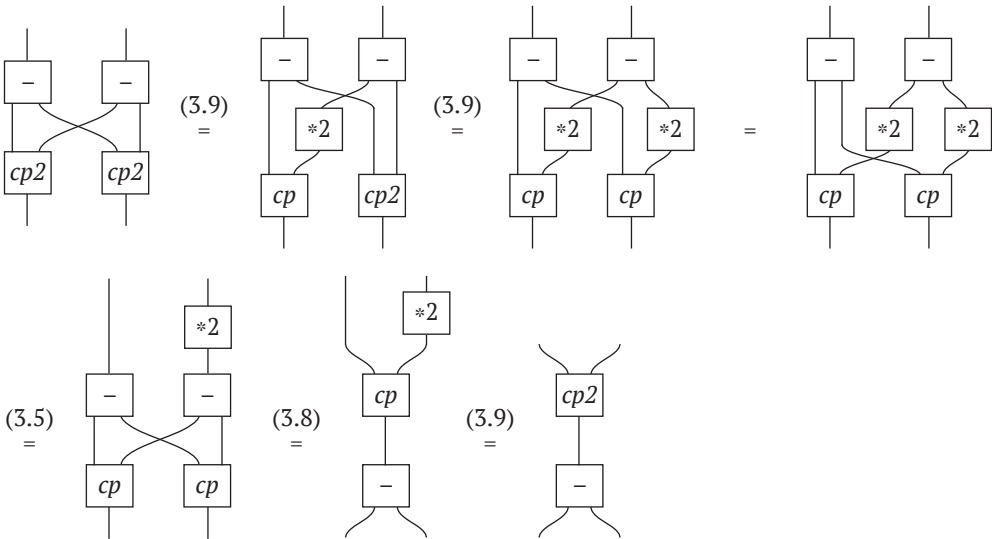 – – – – – – – –
(3.9) = (3.9) = =
*2 *2 *2 *2 *2
cp2 cp2 cp cp2 cp cp cp cp
*2 *2
– – cp cp2
(3.5) = (3.8) = (3.9) =
cp cp – –